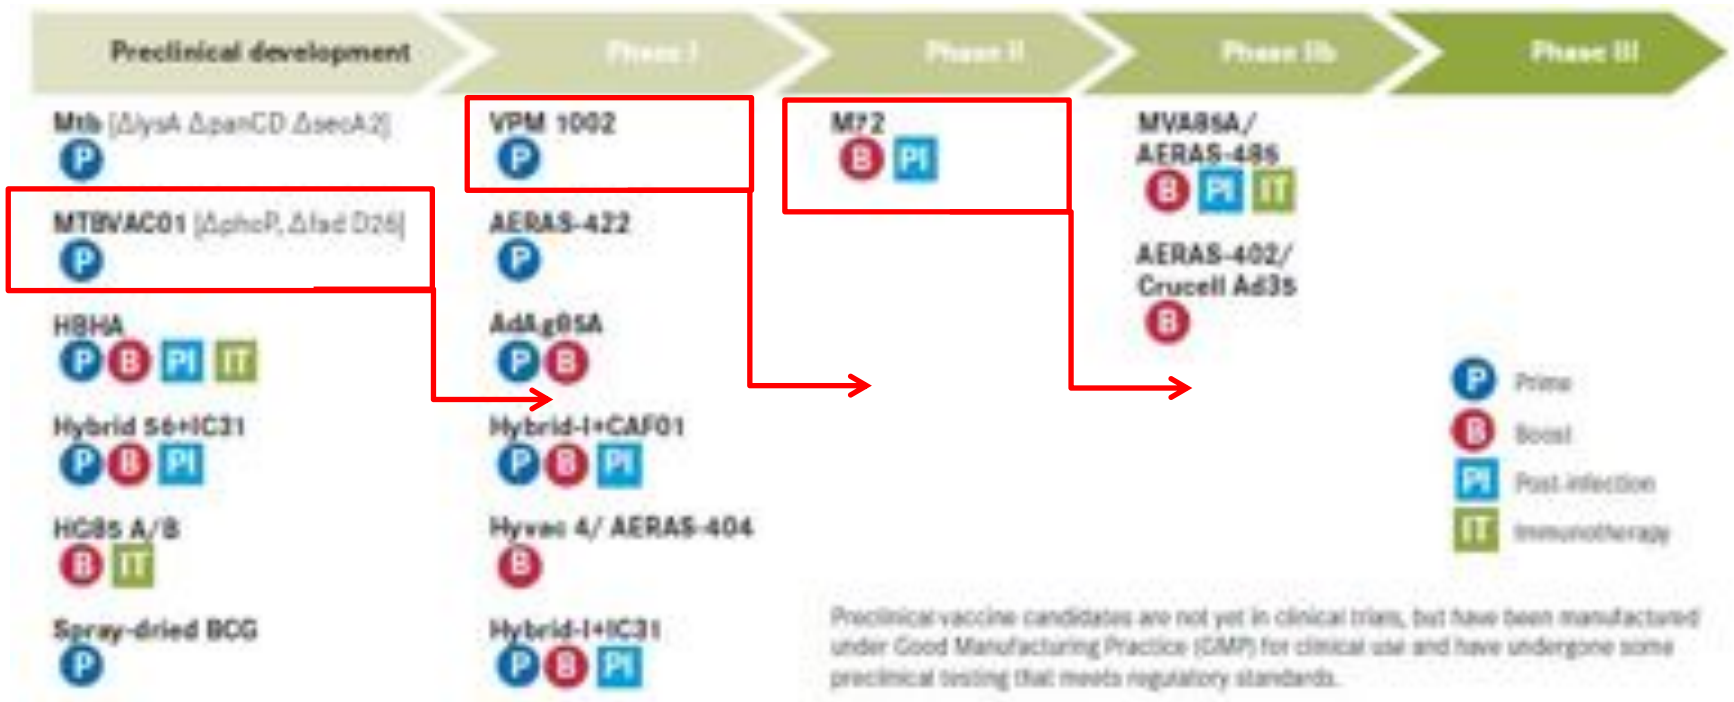 Preclinical development
Phase I
Phase II
Phase IIb
Phase III
Mtb [ΔlysA ΔpanCD ΔsecA2]
P
MTBVAC01 [ΔphoP, Δfad D26]
P
HBHA
P B PI IT
Hybrid 56+IC31
P B PI
HG85 A/B
B IT
Spray-dried BCG
P
VPM 1002
P
AERAS-422
P
AdAg85A
P B
Hybrid-I+CAF01
P B PI
Hyvac 4/ AERAS-404
B
Hybrid-I+IC31
P B PI
M72
B PI
MVA85A/
AERAS-485
B PI IT
AERAS-402/
Crucell Ad35
B
P Prime
B Boost
PI Post-infection
IT Immunotherapy
Preclinical vaccine candidates are not yet in clinical trials, but have been manufactured
under Good Manufacturing Practice (GMP) for clinical use and have undergone some
preclinical testing that meets regulatory standards.